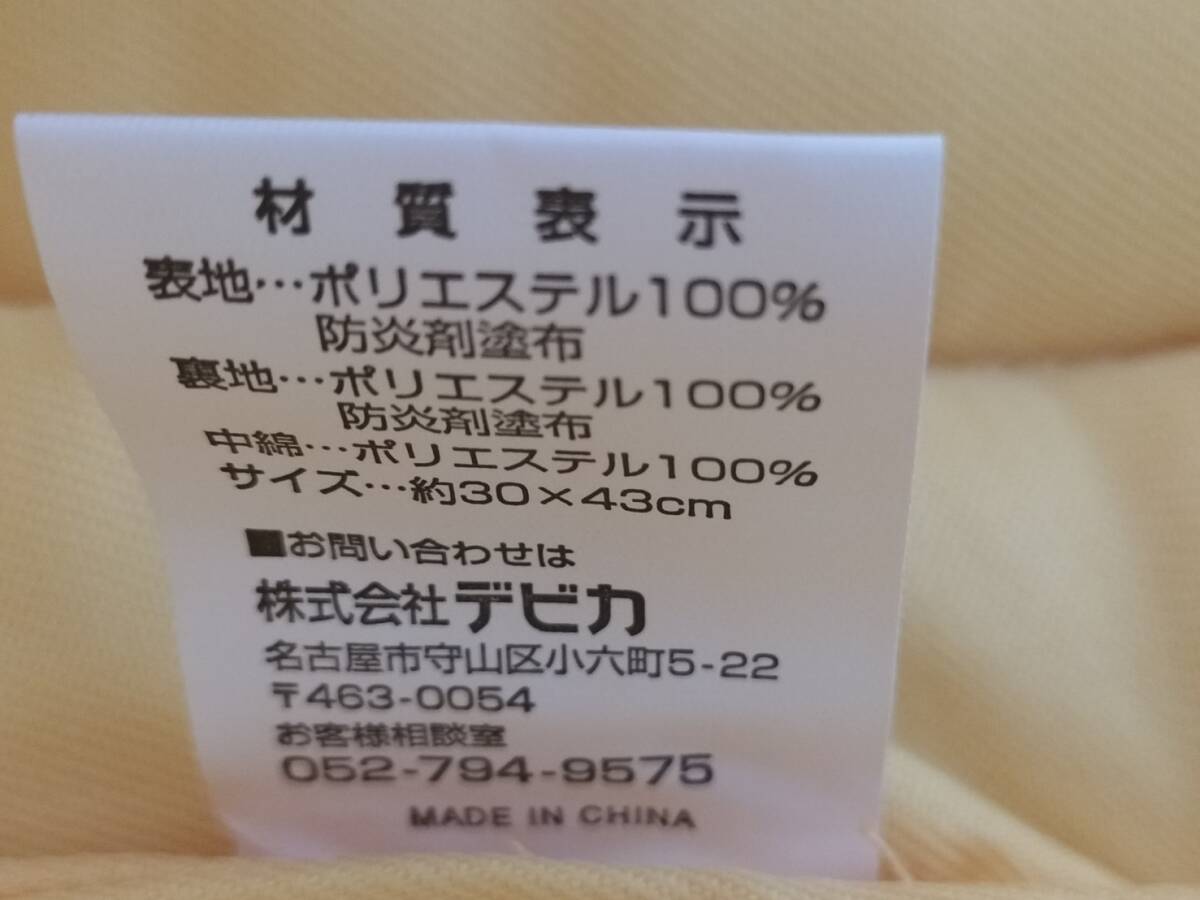 材質表示
表地…ポリエステル100%
防炎剤塗布
裏地…ポリエステル100%
防炎剤塗布
中綿…ポリエステル100%
サイズ…約30×43cm
■お問い合わせは
株式会社デビカ
名古屋市守山区小六町5-22
〒463-0054
お客様相談室
052-794-9575
MADE IN CHINA